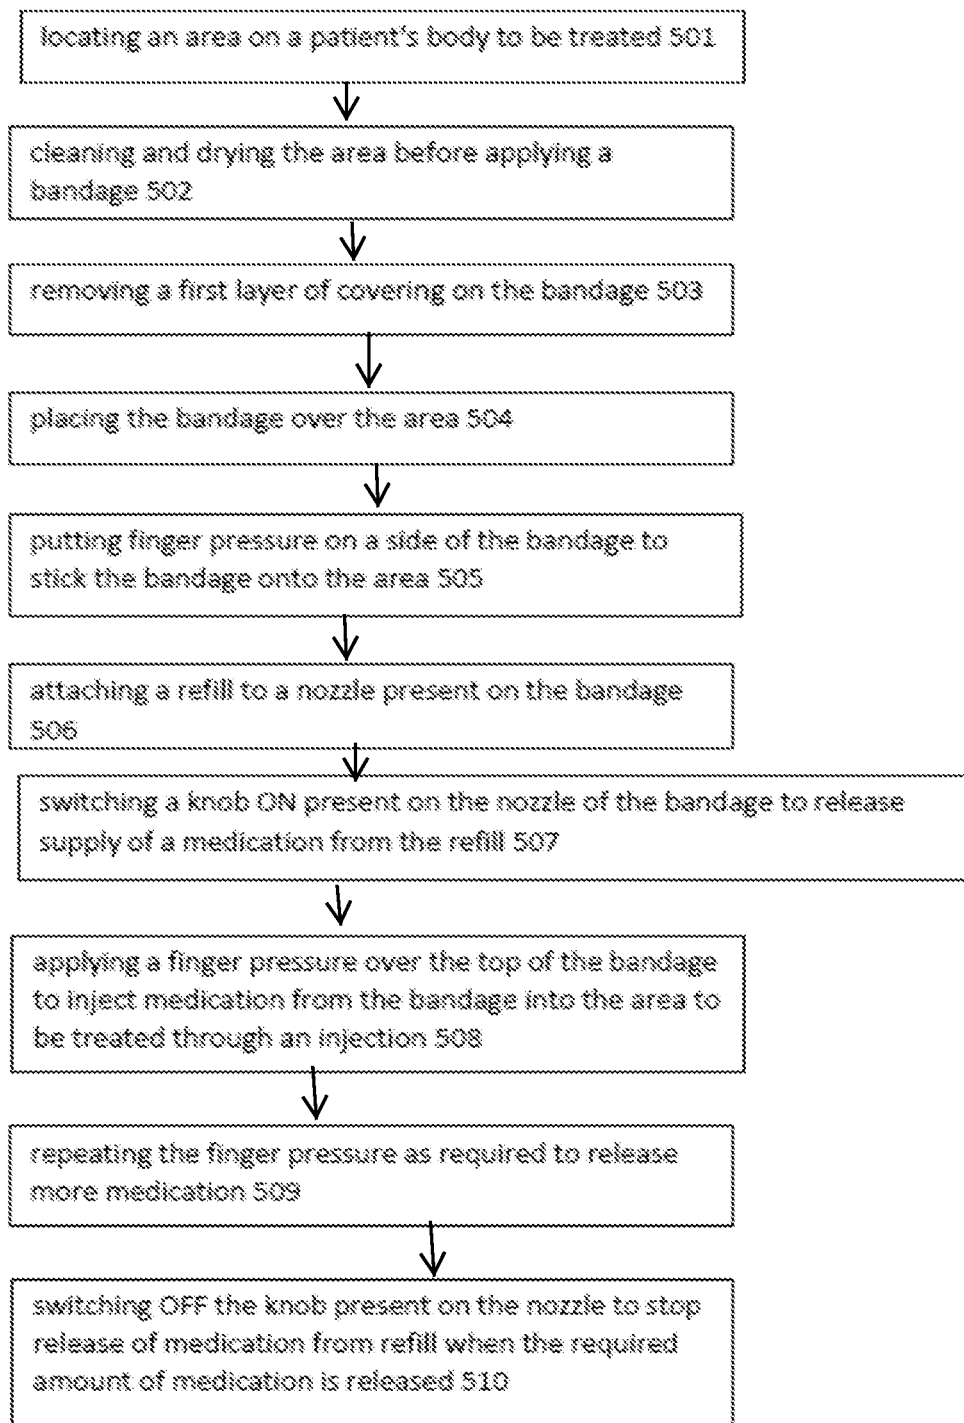 locating an area on a patient's body to be treated 501
cleaning and drying the area before applying a
bandage 502
removing a first layer of covering on the bandage 503
placing the bandage over the area 504
putting finger pressure on a side of the bandage to
stick the bandage onto the area 505
attaching a refill to a nozzle present on the bandage
506
switching a knob ON present on the nozzle of the bandage to release
supply of a medication from the refill 507
applying a finger pressure over the top of the bandage
to inject medication from the bandage into the area to
be treated through an injection 508
repeating the finger pressure as required to release
more medication 509
switching OFF the knob present on the nozzle to stop
release of medication from refill when the required
amount of medication is released 510